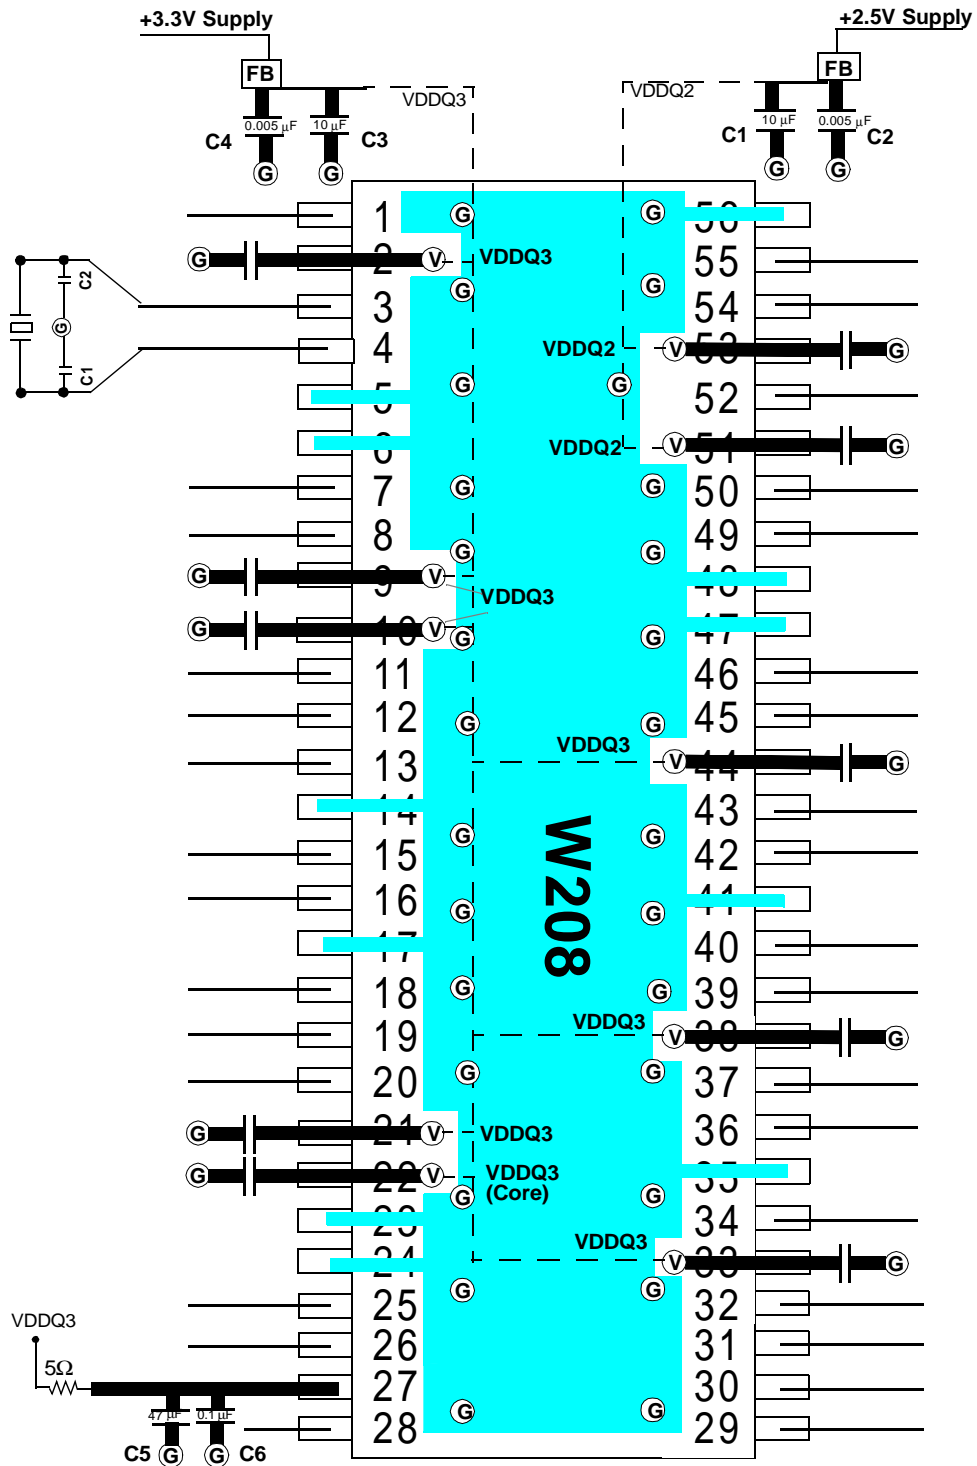 +3.3V Supply
+2.5V Supply
FB
FB
VDDQ3
VDDQ2
0.005 µF
10 µF
10 µF
0.005 µF
C4
C3
C1
C2
G
G
G
G
1
G
G
56
G
2
V
VDDQ3
55
C2
3
G
G
54
G
4
VDDQ2
V
53
G
C1
5
G
G
52
6
VDDQ2
V
51
G
7
G
G
50
8
G
G
49
G
9
V
VDDQ3
48
G
10
V
G
G
47
11
46
12
G
G
45
13
VDDQ3
V
44
G
14
G
W208
G
43
15
42
16
G
G
41
17
40
18
G
G
39
19
VDDQ3
V
38
G
20
G
G
37
G
21
V
VDDQ3
36
G
22
V
VDDQ3
(Core)
35
23
G
G
34
24
VDDQ3
V
33
G
25
G
G
32
VDDQ3
26
31
5Ω
27
30
47 µF
0.1 µF
28
G
G
29
C5
G
G
C6